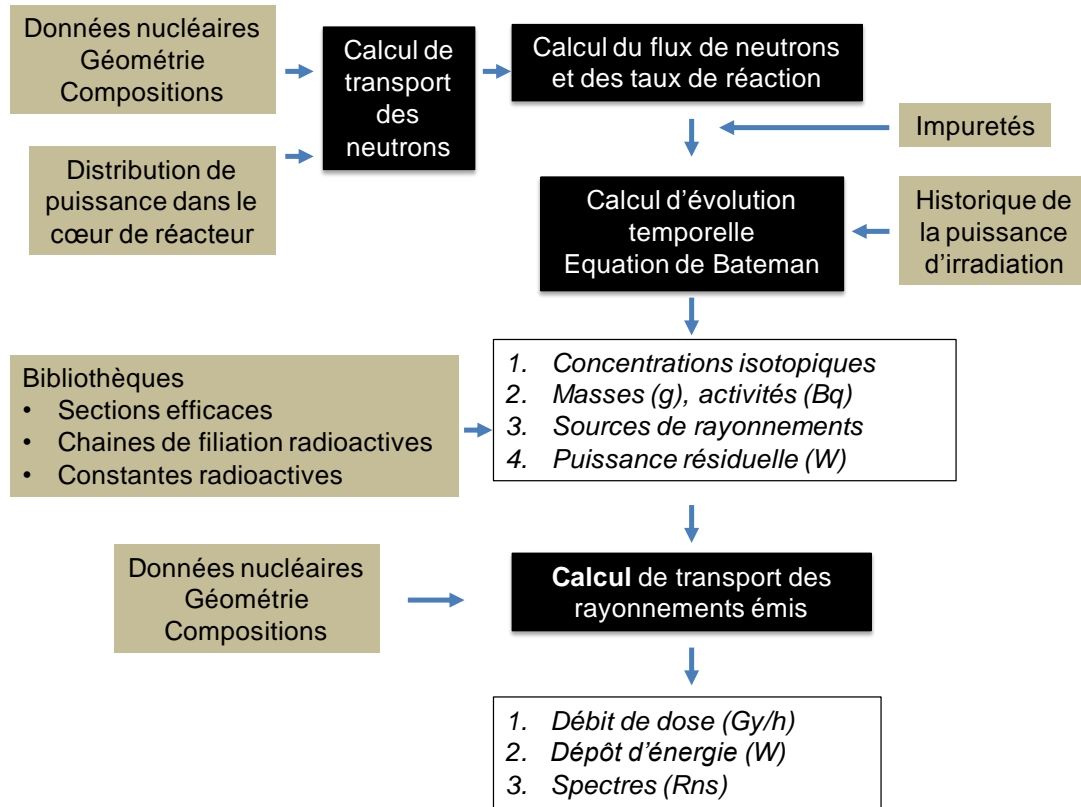 Données nucléaires
Géométrie
Compositions
Calcul de
transport
des
neutrons
Calcul du flux de neutrons
et des taux de réaction
Impuretés
Distribution de
puissance dans le
cœur de réacteur
Calcul d’évolution
temporelle
Equation de Bateman
Historique de
la puissance
d’irradiation
Bibliothèques
• Sections efficaces
• Chaines de filiation radioactives
• Constantes radioactives
1. Concentrations isotopiques
2. Masses (g), activités (Bq)
3. Sources de rayonnements
4. Puissance résiduelle (W)
Données nucléaires
Géométrie
Compositions
Calcul de transport des
rayonnements émis
1. Débit de dose (Gy/h)
2. Dépôt d’énergie (W)
3. Spectres (Rns)